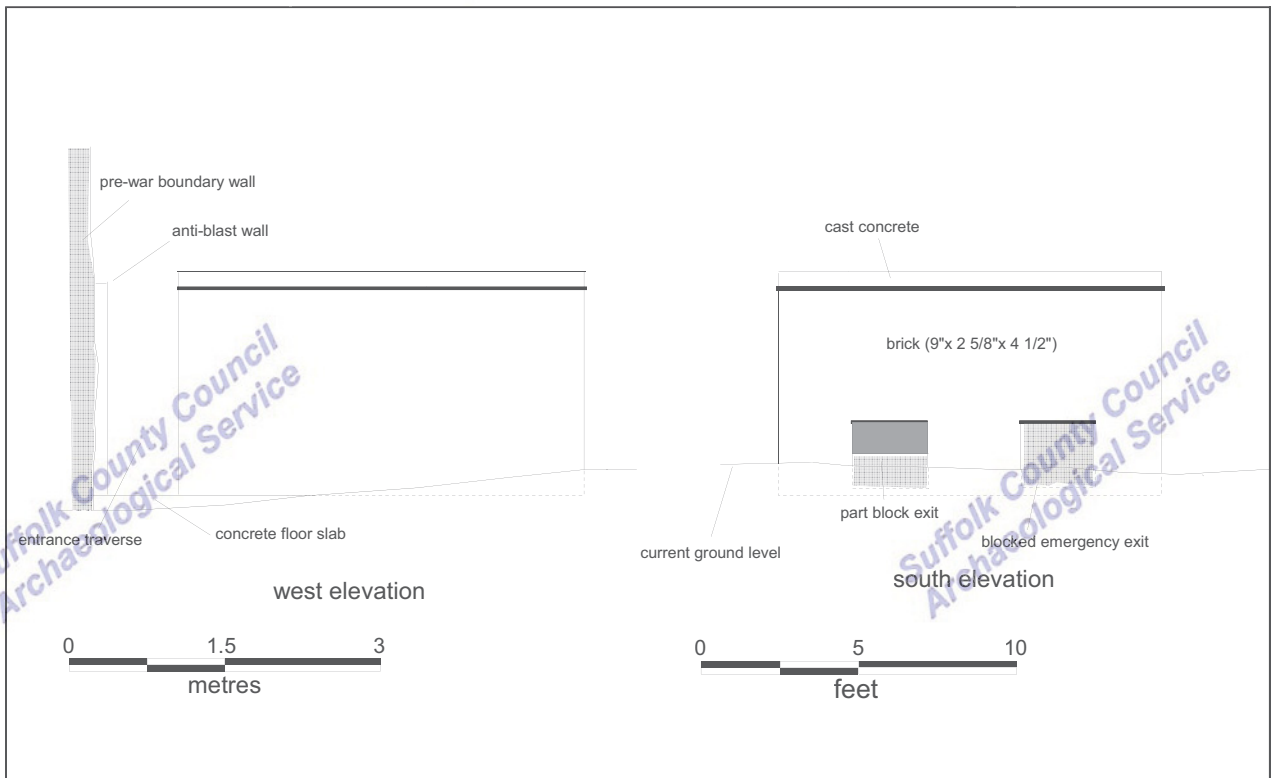 pre-war boundary wall
anti-blast wall
entrance traverse
concrete floor slab
west elevation
0 1.5 3
metres
cast concrete
brick (9"x 2 5/8"x 4 1/2")
part block exit
current ground level
blocked emergency exit
south elevation
0 5 10
feet
Suffolk County Council
Archaeological Service
Suffolk County Council
Archaeological Service